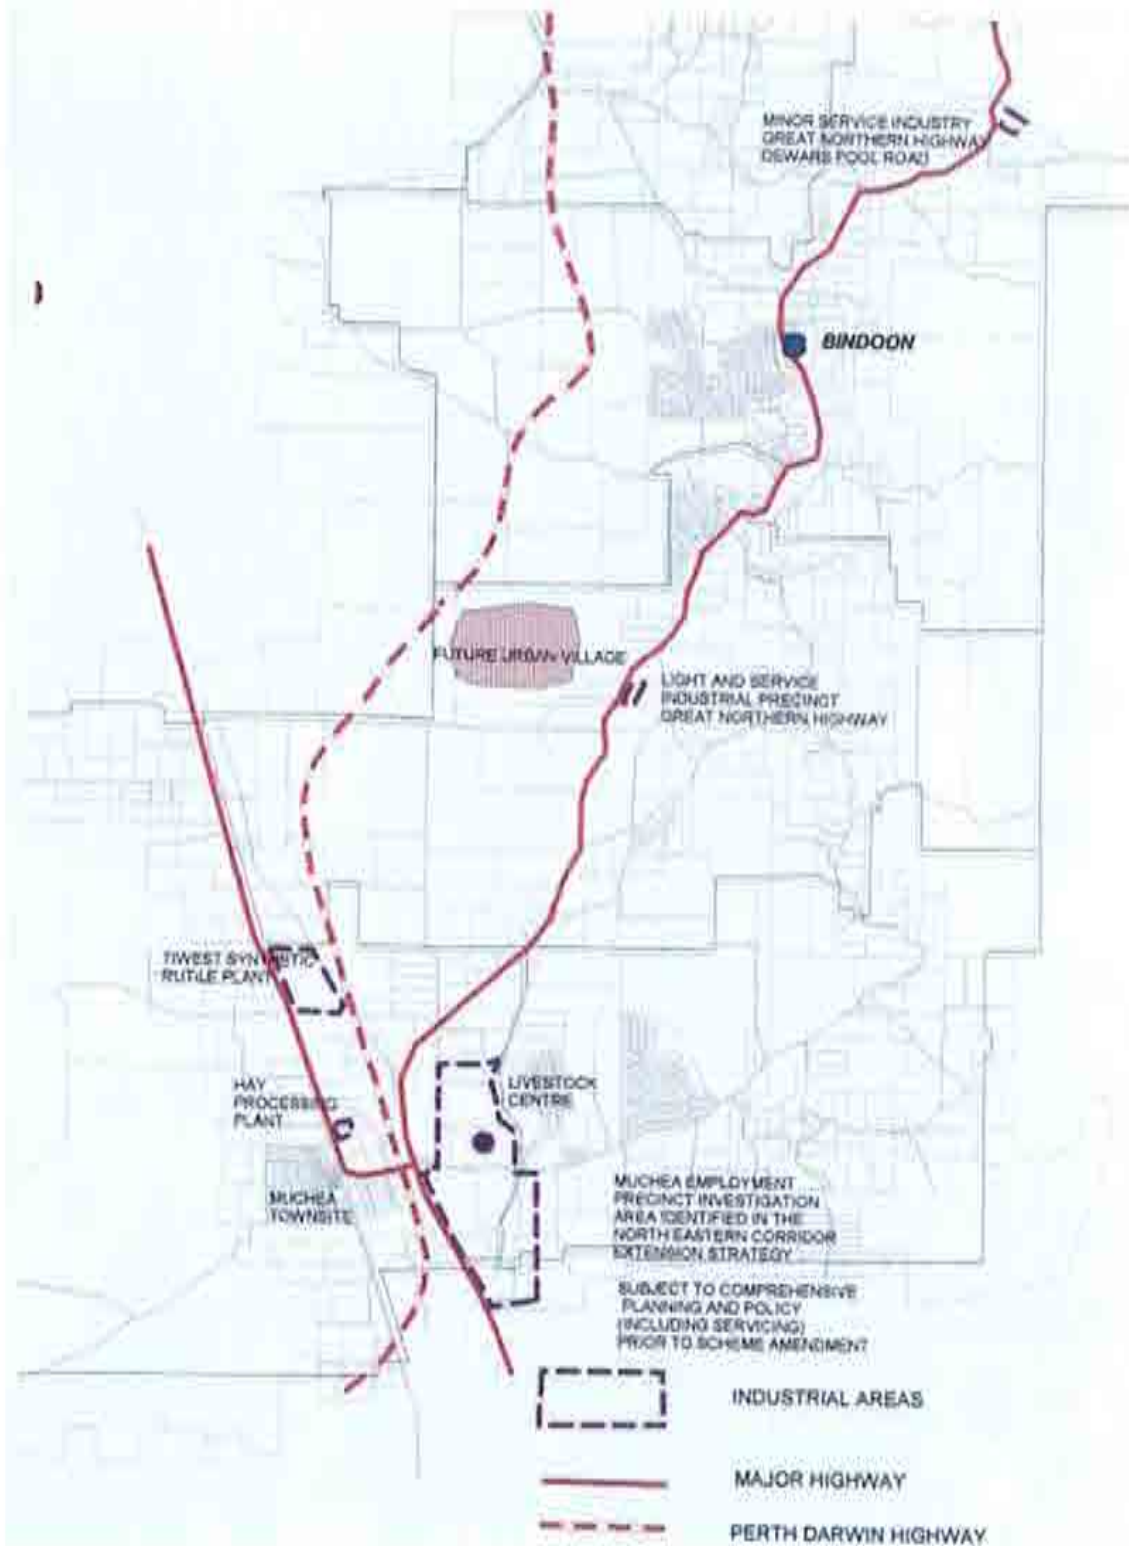 MINOR SERVICE INDUSTRY
GREAT NORTHERN HIGHWAY
DEWARS POOL ROAD
BINDOON
FUTURE URBAN VILLAGE
LIGHT AND SERVICE
INDUSTRIAL PRECINCT
GREAT NORTHERN HIGHWAY
TIWEST SYNTHETIC
RUTILE PLANT
HAY
PROCESSING
PLANT
LIVESTOCK
CENTRE
MUCHEA
TOWNSITE
MUCHEA EMPLOYMENT
PRECINCT INVESTIGATION
AREA IDENTIFIED IN THE
NORTH EASTERN CORRIDOR
EXTENSION STRATEGY
SUBJECT TO COMPREHENSIVE
PLANNING AND POLICY
(INCLUDING SERVICING)
PRIOR TO SCHEME AMENDMENT
INDUSTRIAL AREAS
MAJOR HIGHWAY
PERTH DARWIN HIGHWAY